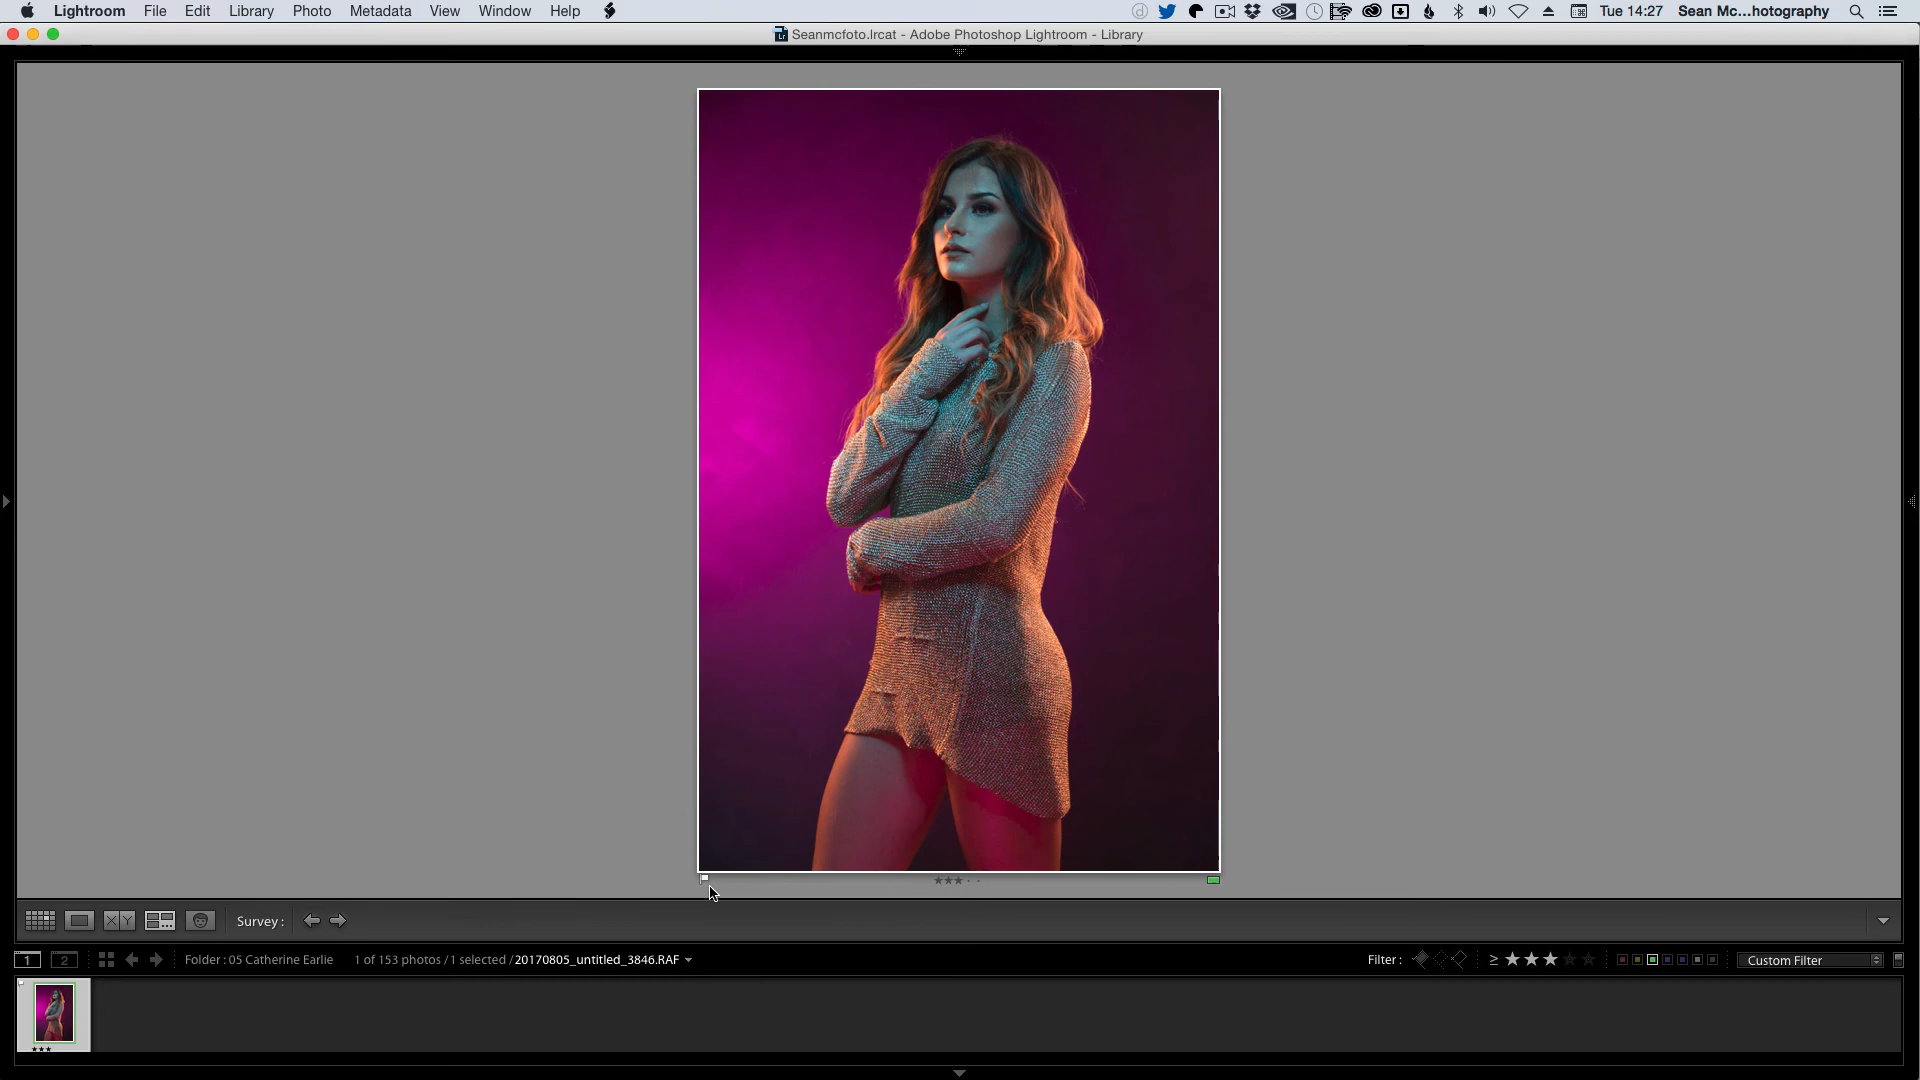 Lightroom File Edit Library Photo Metadata View Window Help Tue 14:27 Sean Mc...hotography
Seanmcfoto.lrcat - Adobe Photoshop Lightroom - Library
X Y Survey :
1 2 Folder : 05 Catherine Earlie 1 of 153 photos / 1 selected / 20170805_untitled_3846.RAF Filter : ≥ ★★★ Custom Filter